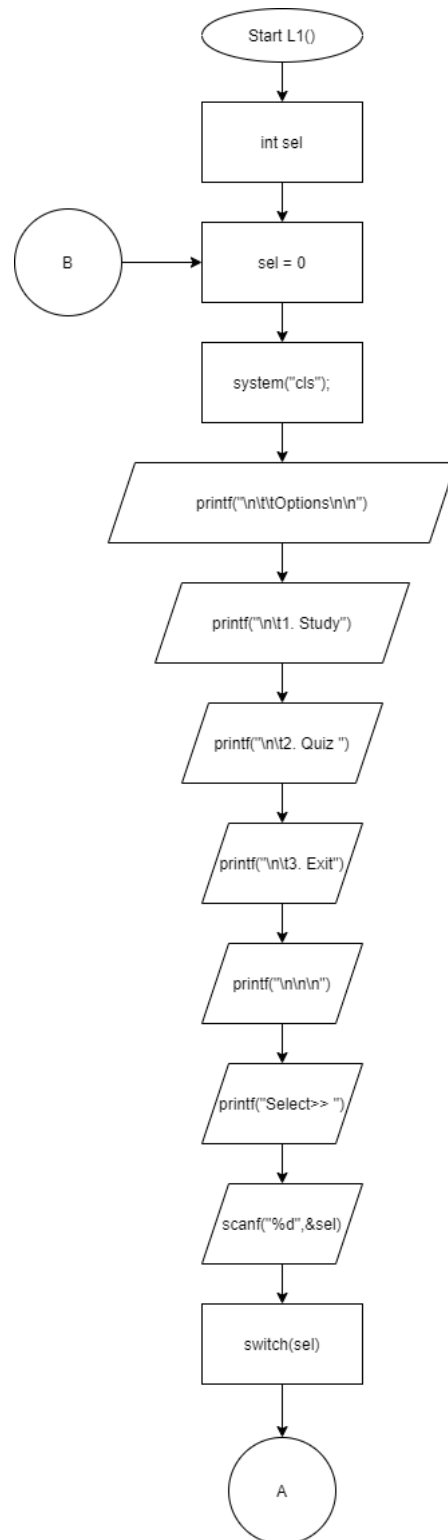 Start L1()
int sel
B
sel = 0
system("cls");
printf("\n\t\tOptions\n\n")
printf("\n\t1. Study")
printf("\n\t2. Quiz ")
printf("\n\t3. Exit")
printf("\n\n\n")
printf("Select>> ")
scanf("%d",&sel)
switch(sel)
A